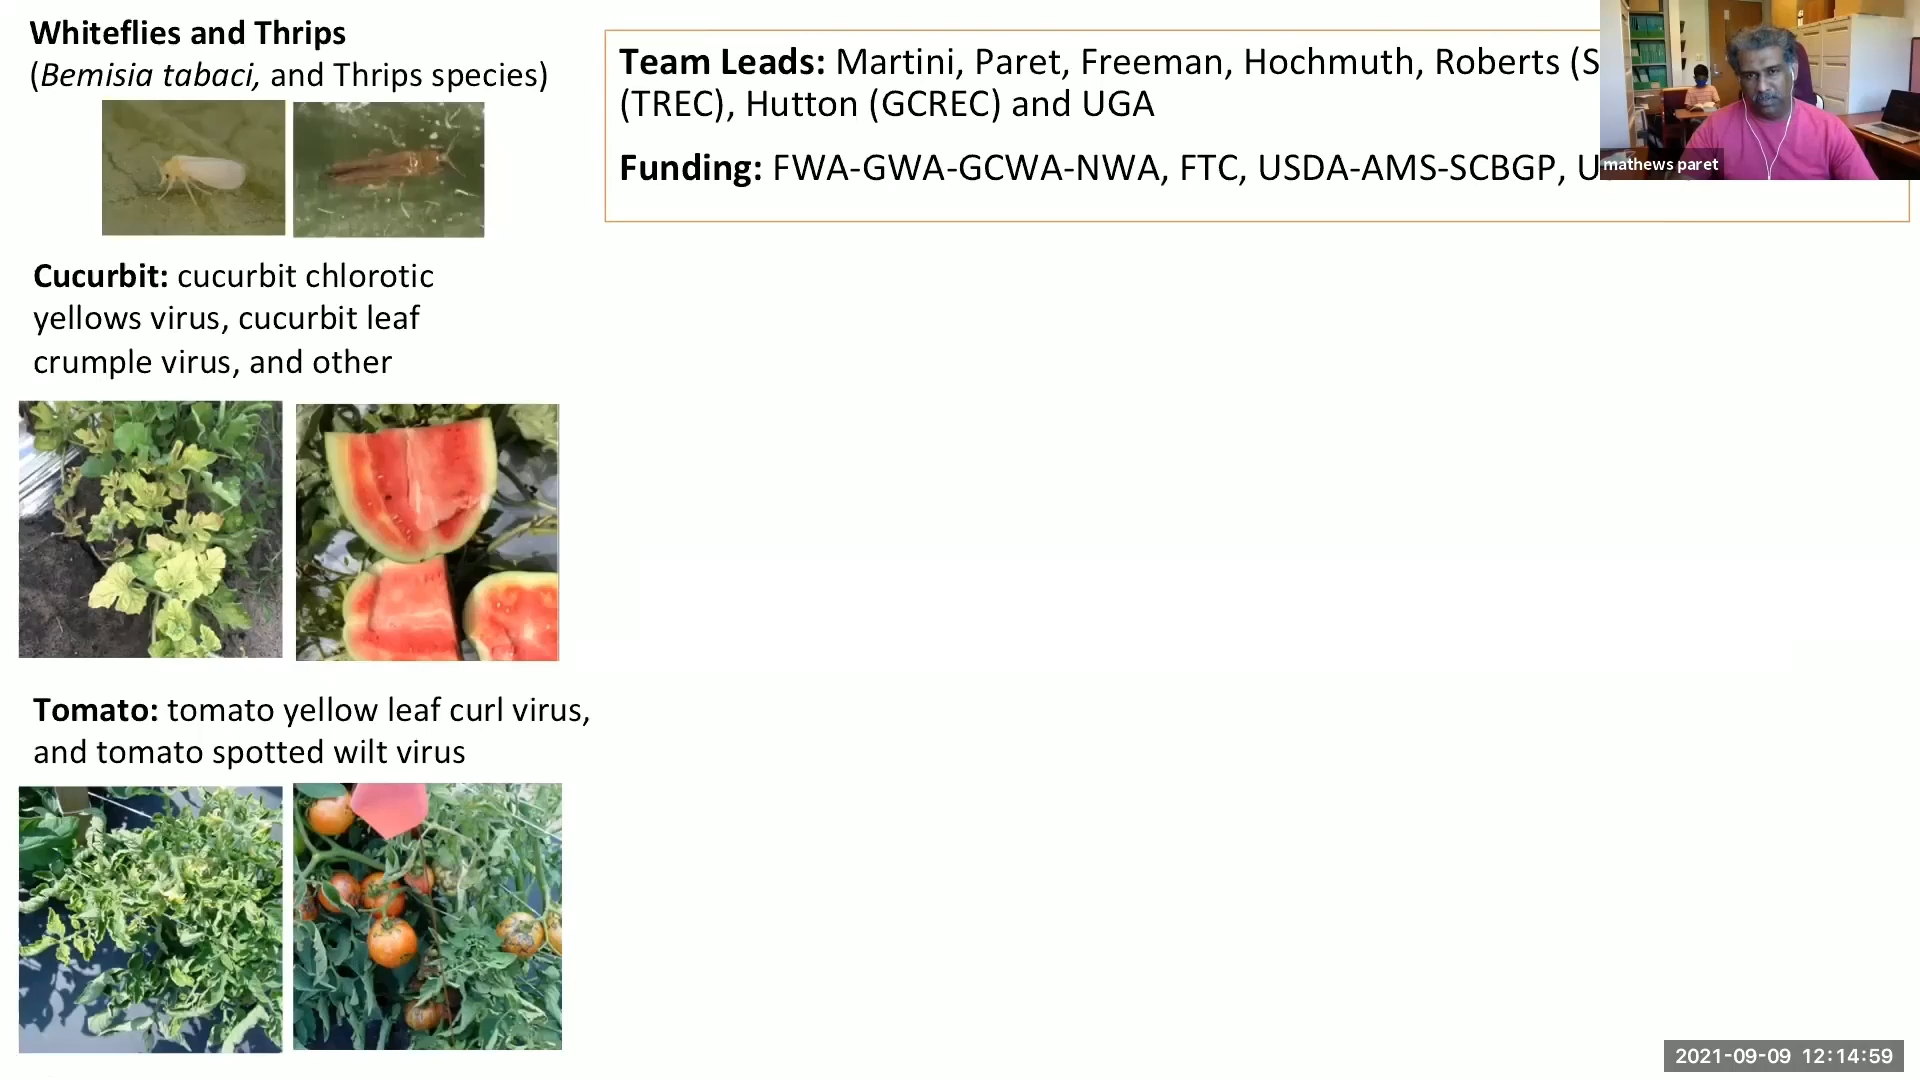 Whiteflies and Thrips
(Bemisia tabaci, and Thrips species)
Team Leads: Martini, Paret, Freeman, Hochmuth, Roberts (S
(TREC), Hutton (GCREC) and UGA
Funding: FWA-GWA-GCWA-NWA, FTC, USDA-AMS-SCBGP, U
mathews paret
Cucurbit: cucurbit chlorotic
yellows virus, cucurbit leaf
crumple virus, and other
Tomato: tomato yellow leaf curl virus,
and tomato spotted wilt virus
2021-09-09 12:14:59